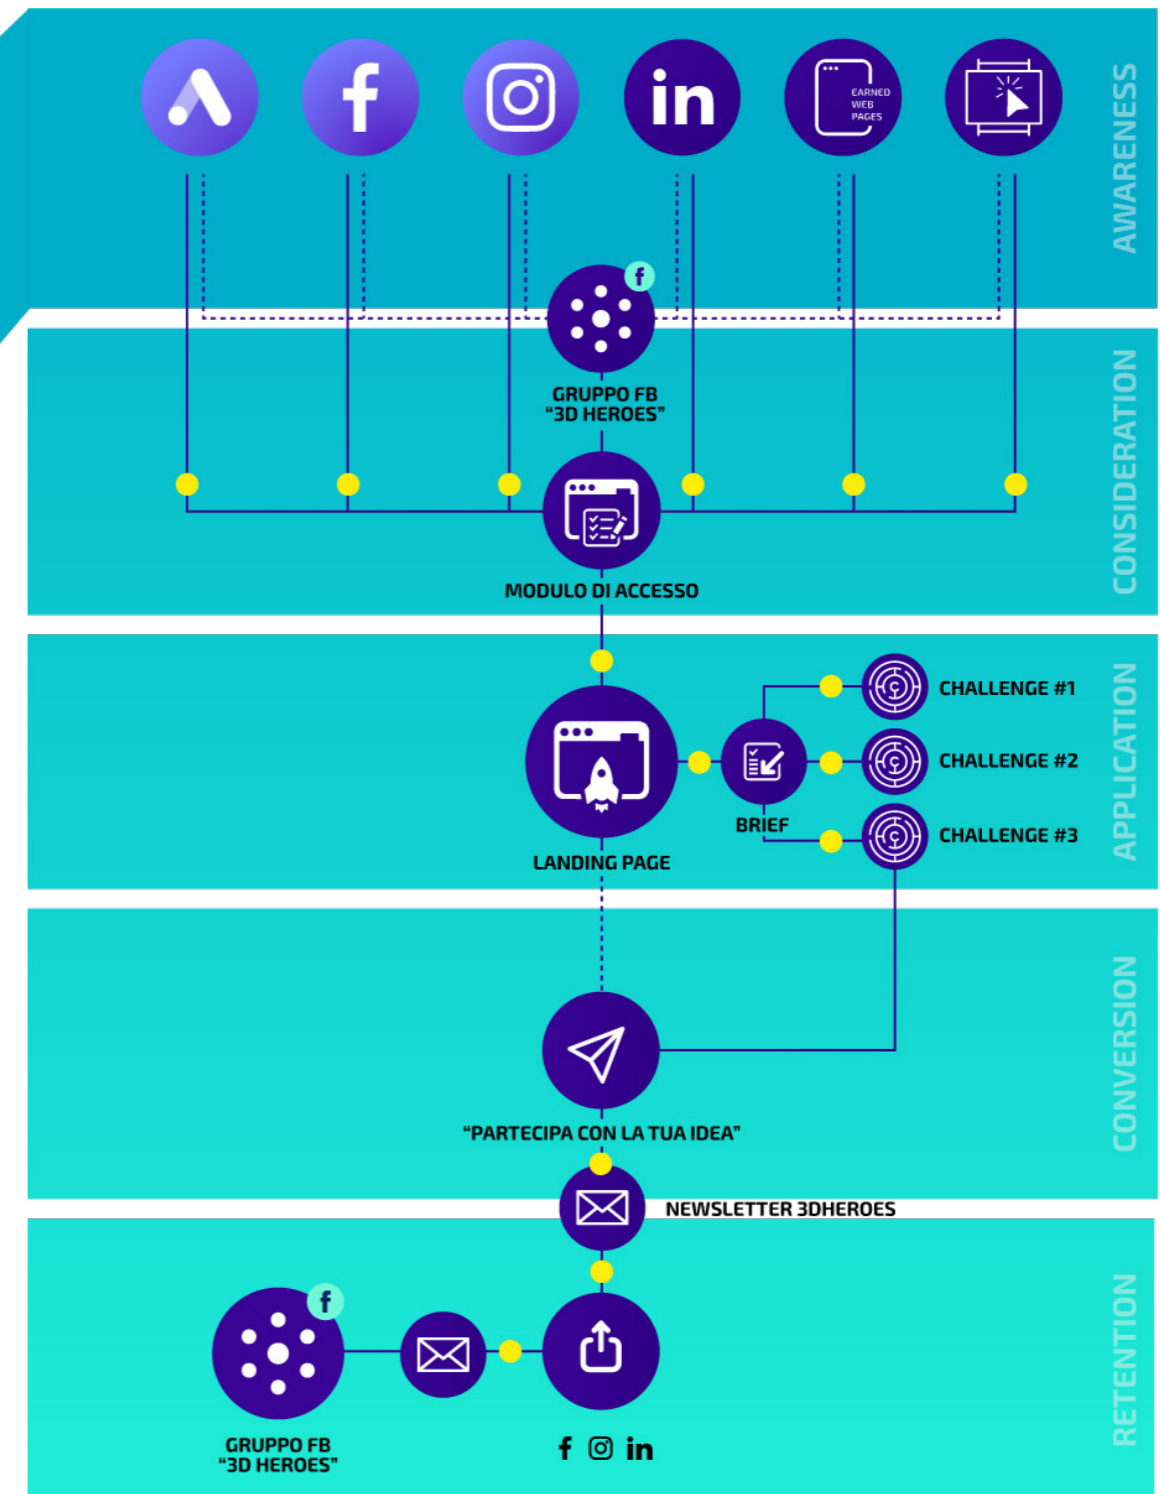 EARNED
WEB
PAGES
AWARENESS
GRUPPO FB
“3D HEROES”
MODULO DI ACCESSO
CONSIDERATION
CHALLENGE #1
CHALLENGE #2
BRIEF
CHALLENGE #3
LANDING PAGE
APPLICATION
“PARTECIPA CON LA TUA IDEA”
CONVERSION
NEWSLETTER 3DHEROES
GRUPPO FB
“3D HEROES”
RETENTION